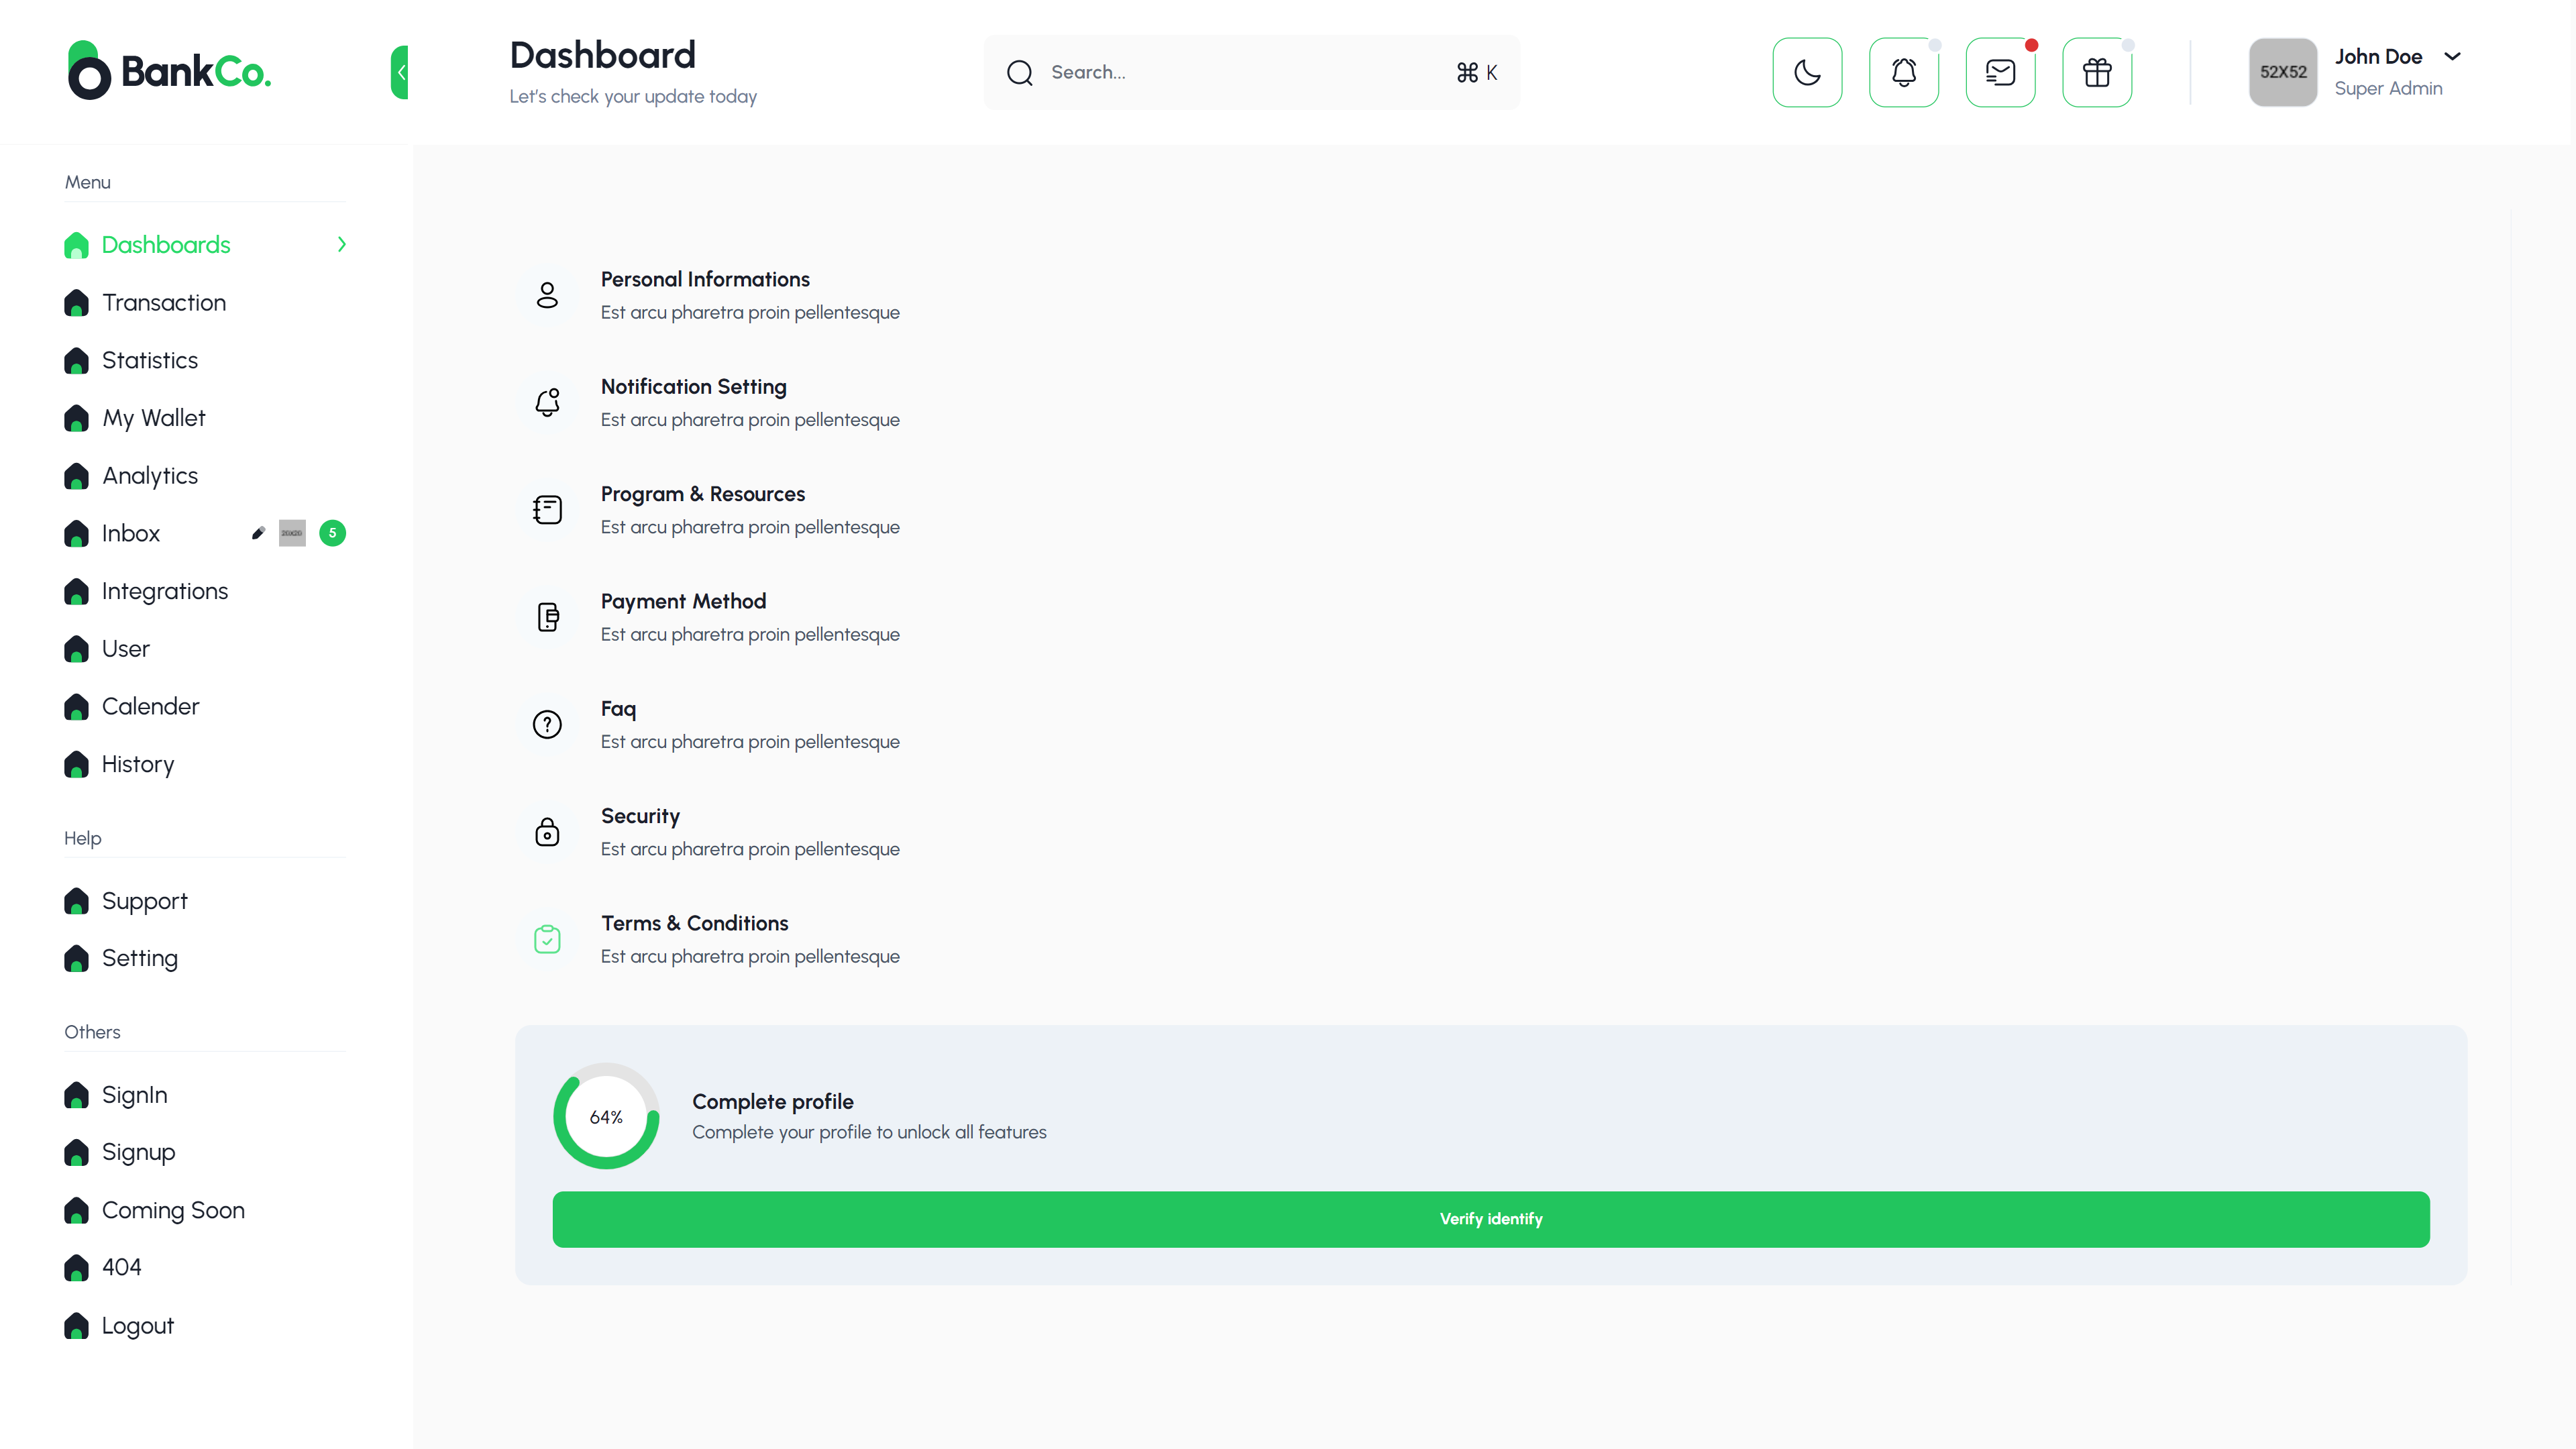 BankCo.
Dashboard
Let's check your update today
Search...
⌘ K
52X52
John Doe
Super Admin
Menu
Dashboards
Transaction
Statistics
My Wallet
Analytics
Inbox
5
Integrations
User
Calender
History
Help
Support
Setting
Others
SignIn
Signup
Coming Soon
404
Logout
Personal Informations
Est arcu pharetra proin pellentesque
Notification Setting
Est arcu pharetra proin pellentesque
Program & Resources
Est arcu pharetra proin pellentesque
Payment Method
Est arcu pharetra proin pellentesque
Faq
Est arcu pharetra proin pellentesque
Security
Est arcu pharetra proin pellentesque
Terms & Conditions
Est arcu pharetra proin pellentesque
64%
Complete profile
Complete your profile to unlock all features
Verify identify